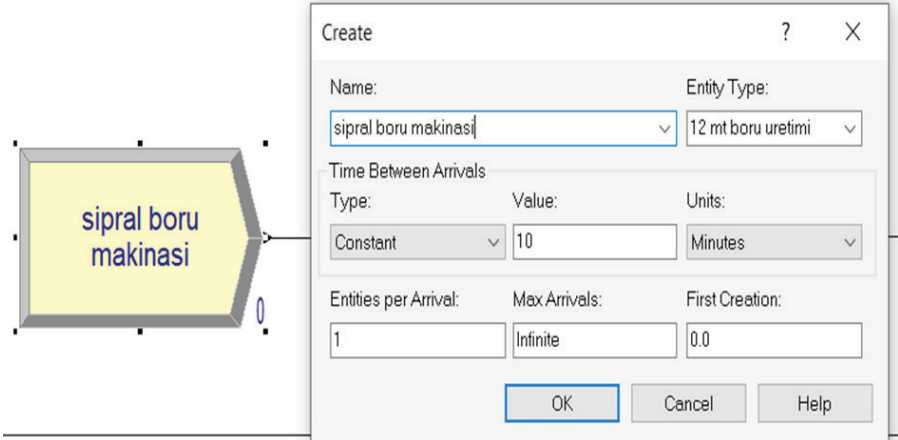 sipral boru
makinasi
0
Create ? X
Name: Entity Type:
sipral boru makinasi 12 mt boru uretimi
Time Between Arrivals
Type: Value: Units:
Constant 10 Minutes
Entities per Arrival: Max Arrivals: First Creation:
1 Infinite 0.0
OK Cancel Help